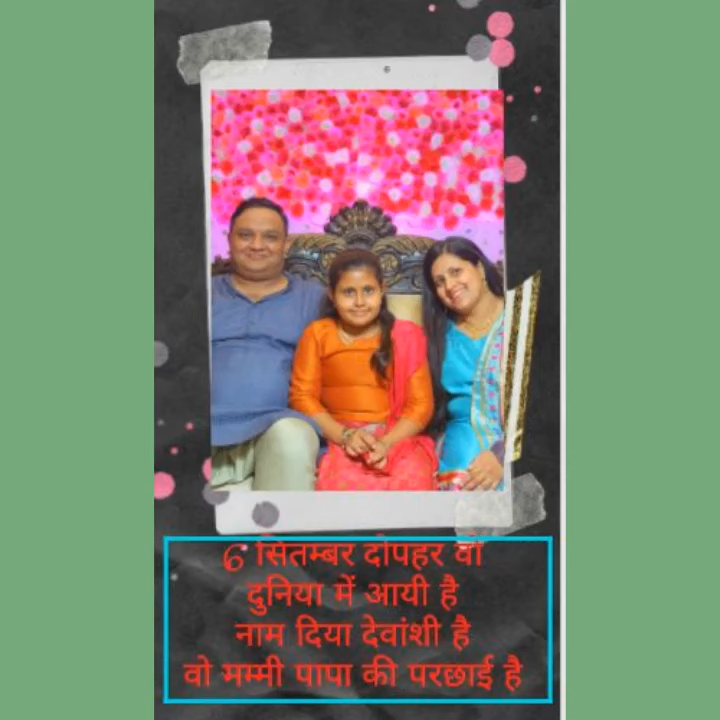 6 सितम्बर दोपहर वो
दुनिया में आयी है
नाम दिया देवांशी है
वो मम्मी पापा की परछाई है